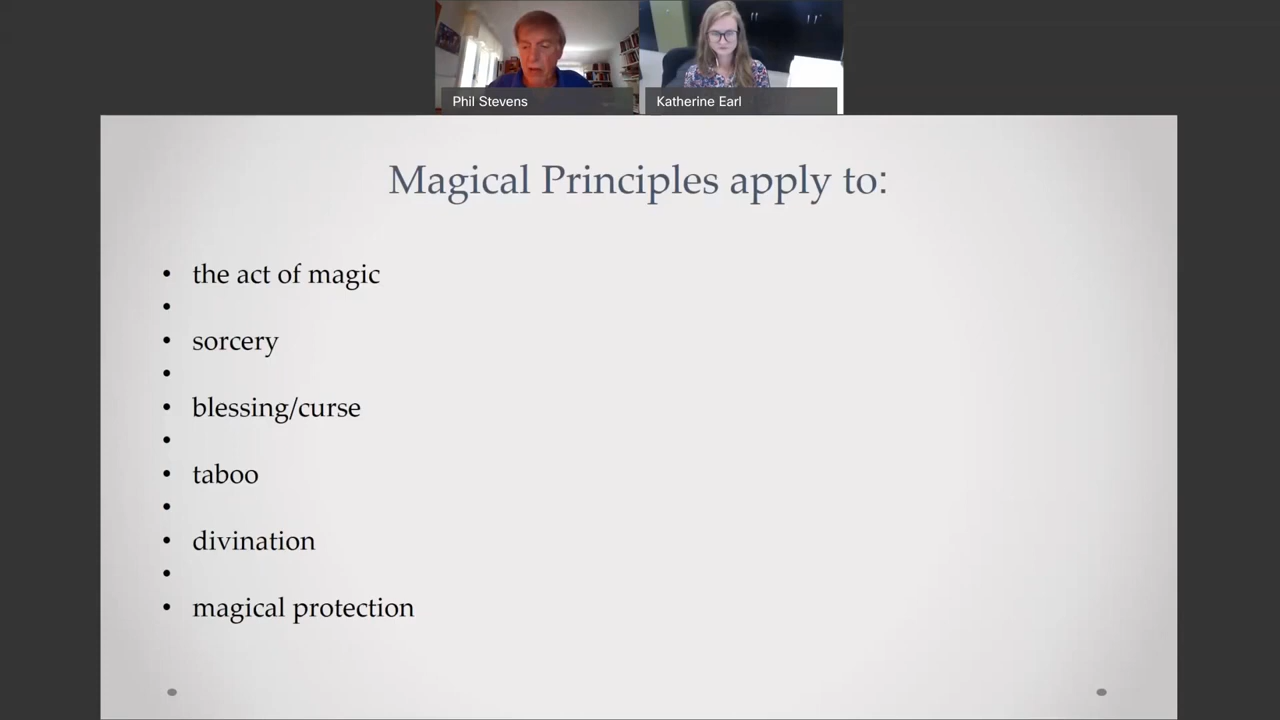 Phil Stevens
Katherine Earl
Magical Principles apply to:
• the act of magic
•
• sorcery
•
• blessing/curse
•
• taboo
•
• divination
•
• magical protection